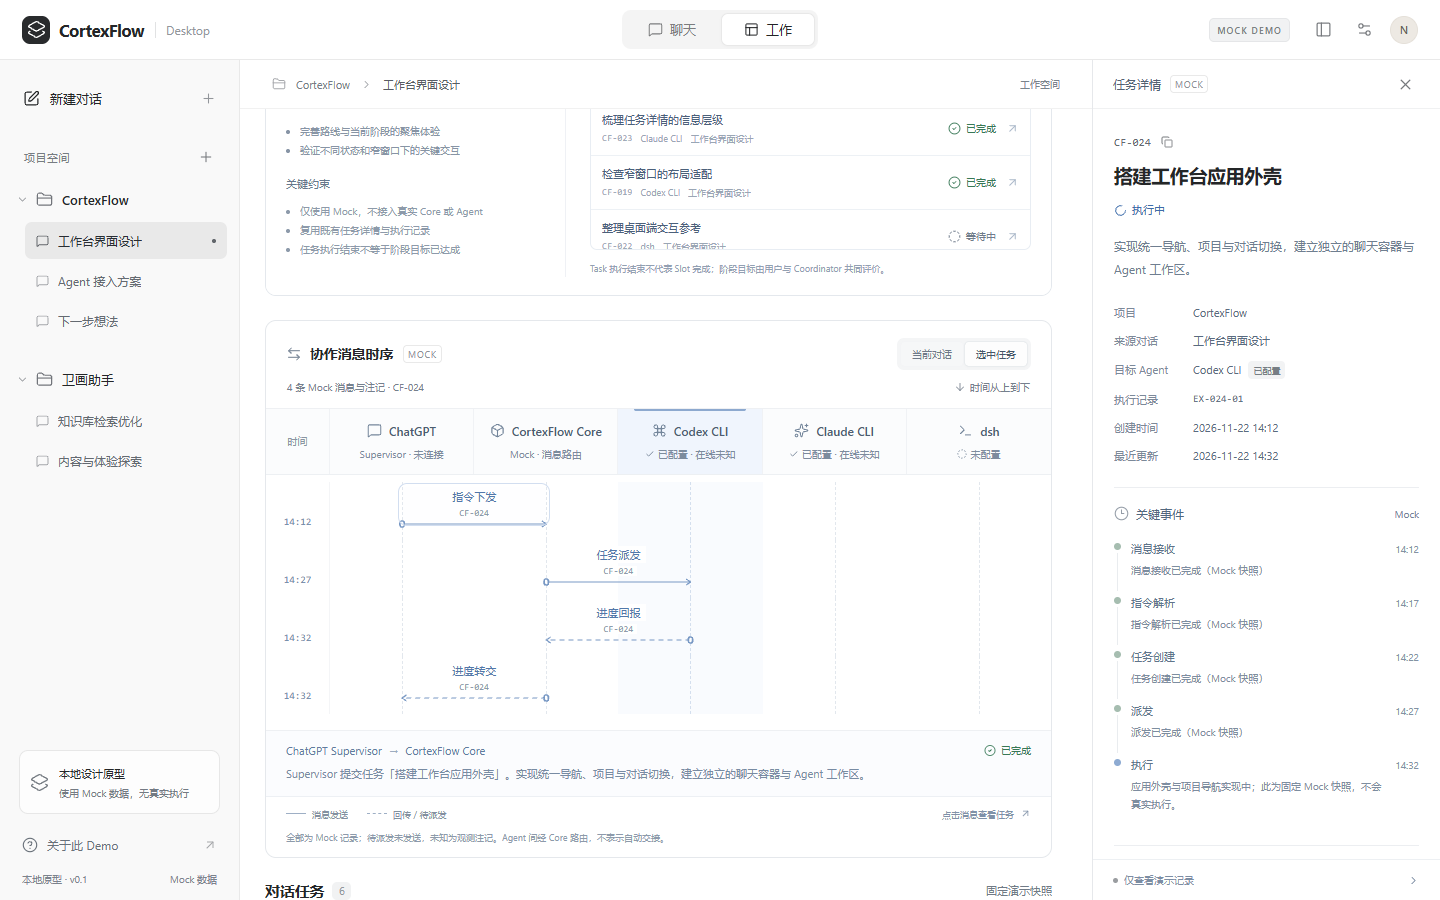 CortexFlow
Desktop
聊天
工作
MOCK DEMO
N
新建对话
项目空间
CortexFlow
工作台界面设计
Agent 接入方案
下一步想法
卫画助手
知识库检索优化
内容与体验探索
本地设计原型
使用 Mock 数据，无真实执行
关于此 Demo
本地原型 · v0.1
Mock 数据
CortexFlow
工作台界面设计
工作空间
完善路线与当前阶段的聚焦体验
验证不同状态和窄窗口下的关键交互
关键约束
仅使用 Mock，不接入真实 Core 或 Agent
复用既有任务详情与执行记录
任务执行结束不等于阶段目标已达成
梳理任务详情的信息层级
CF-023 Claude CLI 工作台界面设计
已完成
检查窄窗口的布局适配
CF-019 Codex CLI 工作台界面设计
已完成
整理桌面端交互参考
CF-022 dsh 工作台界面设计
等待中
Task 执行结束不代表 Slot 完成；阶段目标由用户与 Coordinator 共同评价。
协作消息时序
MOCK
当前对话
选中任务
4 条 Mock 消息与注记 · CF-024
时间从上到下
时间
ChatGPT
Supervisor · 未连接
CortexFlow Core
Mock · 消息路由
Codex CLI
已配置 · 在线未知
Claude CLI
已配置 · 在线未知
dsh
未配置
14:12
指令下发
CF-024
14:27
任务派发
CF-024
14:32
进度回报
CF-024
14:32
进度转交
CF-024
ChatGPT Supervisor → CortexFlow Core
已完成
Supervisor 提交任务「搭建工作台应用外壳」。实现统一导航、项目与对话切换，建立独立的聊天容器与 Agent 工作区。
消息发送
回传 / 待派发
点击消息查看任务
全部为 Mock 记录；待派发未发送，未知为观测注记。Agent 间经 Core 路由，不表示自动交接。
对话任务
6
固定演示快照
任务详情
MOCK
CF-024
搭建工作台应用外壳
执行中
实现统一导航、项目与对话切换，建立独立的聊天容器与
Agent 工作区。
项目
CortexFlow
来源对话
工作台界面设计
目标 Agent
Codex CLI
已配置
执行记录
EX-024-01
创建时间
2026-11-22 14:12
最近更新
2026-11-22 14:32
关键事件
Mock
消息接收
14:12
消息接收已完成（Mock 快照）
指令解析
14:17
指令解析已完成（Mock 快照）
任务创建
14:22
任务创建已完成（Mock 快照）
派发
14:27
派发已完成（Mock 快照）
执行
14:32
应用外壳与项目导航实现中；此为固定 Mock 快照，不会
真实执行。
仅查看演示记录